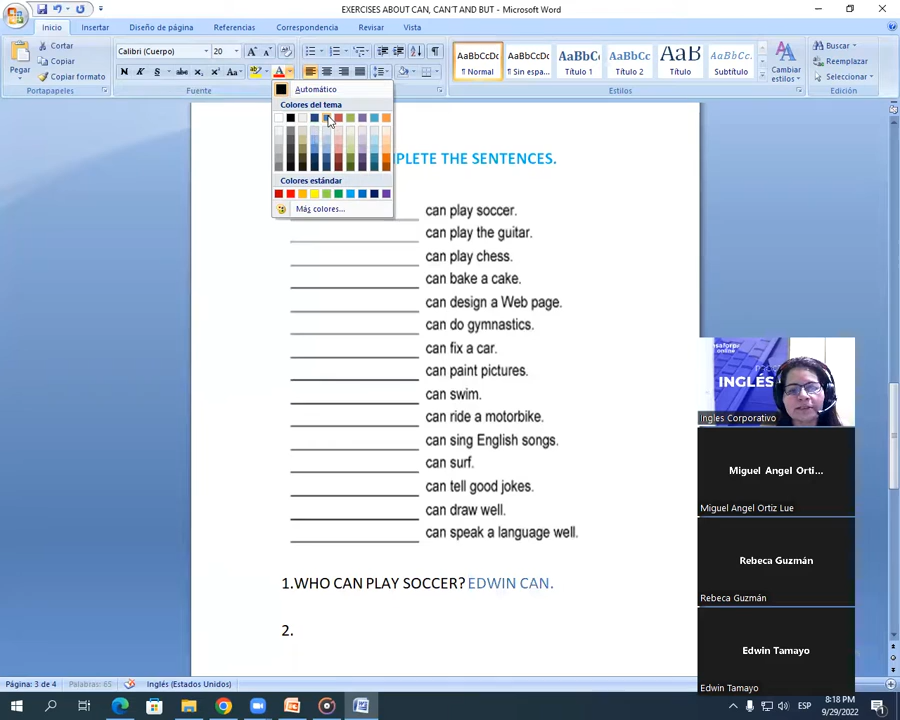 EXERCISES ABOUT CAN, CAN'T AND BUT - Microsoft Word
Inicio
Insertar
Diseño de página
Referencias
Correspondencia
Revisar
Vista
Pegar
Cortar
Copiar
Copiar formato
Portapapeles
Calibri (Cuerpo)
20
Fuente
AaBbCcDc
¶ Normal
AaBbCcDc
¶ Sin espa...
AaBbC
Título 1
AaBbCc
Título 2
AaB
Título
AaBbCc.
Subtítulo
Cambiar estilos
Estilos
Buscar
Reemplazar
Seleccionar
Edición
Automático
Colores del tema
Colores estándar
Más colores...
MPLETE THE SENTENCES.
can play soccer.
can play the guitar.
can play chess.
can bake a cake.
can design a Web page.
can do gymnastics.
can fix a car.
can paint pictures.
can swim.
can ride a motorbike.
can sing English songs.
can surf.
can tell good jokes.
can draw well.
can speak a language well.
1.WHO CAN PLAY SOCCER? EDWIN CAN.
2.
INGLÉS
Ingles Corporativo
Miguel Angel Orti...
Miguel Angel Ortiz Lue
Rebeca Guzmán
Rebeca Guzmán
Edwin Tamayo
Edwin Tamayo
Página: 3 de 4
Palabras: 65
Inglés (Estados Unidos)
ESP
8:18 PM
9/29/2022